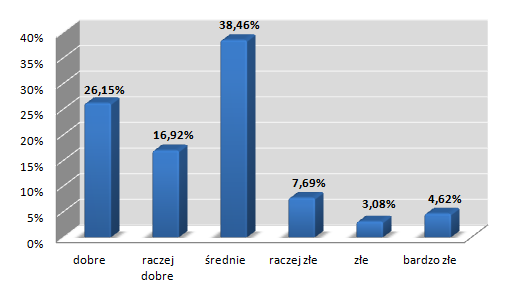 40%
35%
30%
25%
20%
15%
10%
5%
0%
26,15%
16,92%
38,46%
7,69%
3,08%
4,62%
dobre
raczej
dobre
średnie
raczej złe
złe
bardzo złe